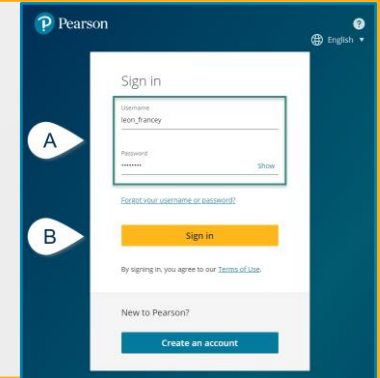 Pearson
?
English
Sign in
Username
leon_francey
Password
••••••••
Show
Forgot your username or password?
Sign in
By signing in, you agree to our Terms of Use.
New to Pearson?
Create an account
A
B